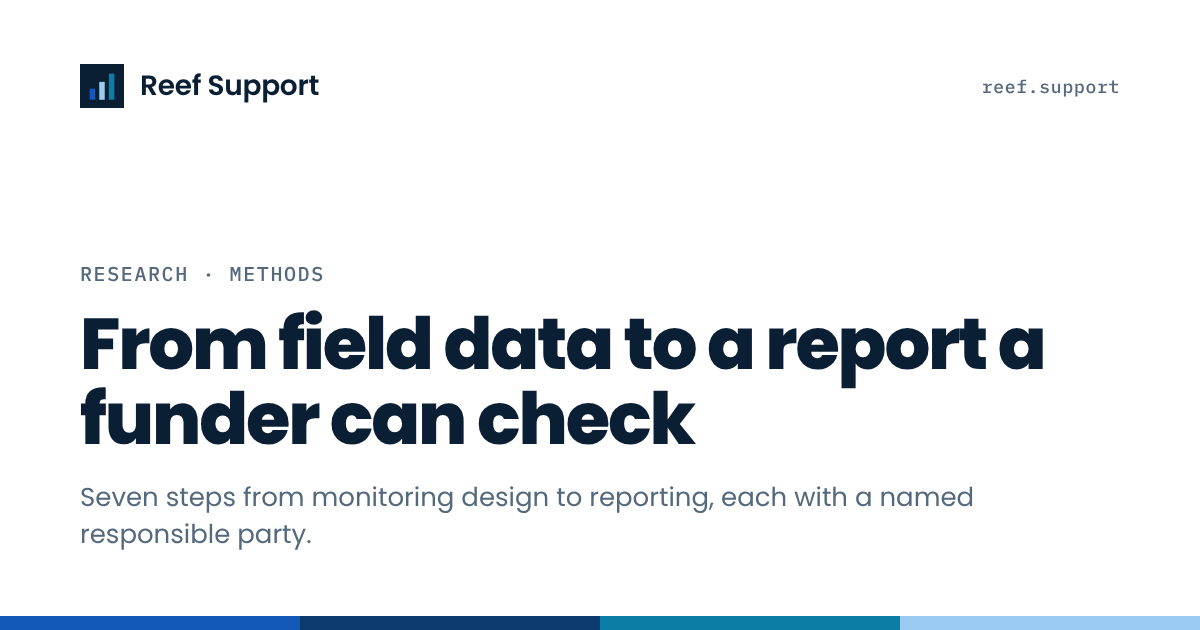 Reef Support
reef.support
RESEARCH · METHODS
From field data to a report a
funder can check
Seven steps from monitoring design to reporting, each with a named
responsible party.